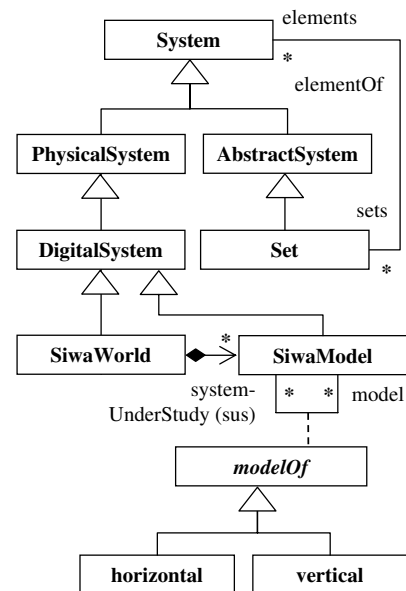 elements
System
*
elementOf
PhysicalSystem
AbstractSystem
sets
DigitalSystem
Set
*
*
SiwaWorld
SiwaModel
system-
UnderStudy (sus)
* *
model
modelOf
horizontal
vertical